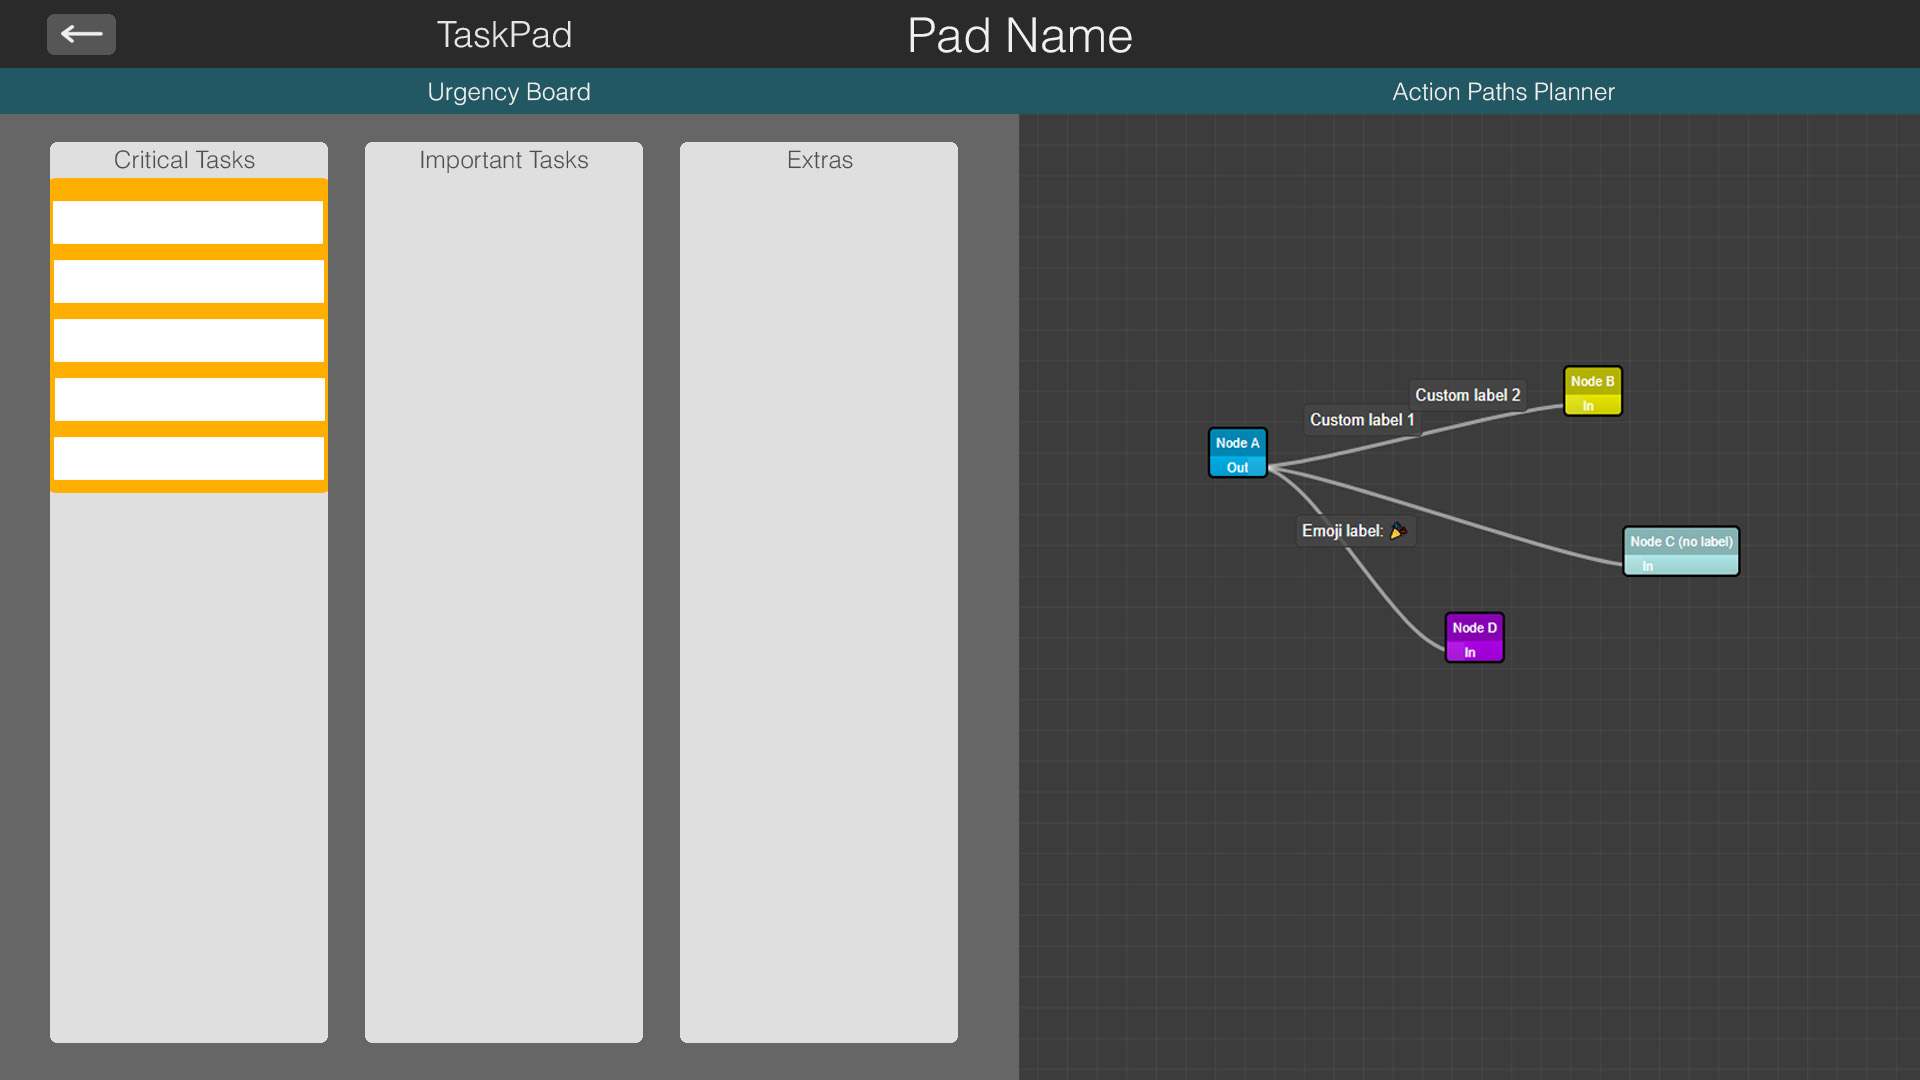 TaskPad
Pad Name
Urgency Board
Action Paths Planner
Critical Tasks
Important Tasks
Extras
Node B
In
Custom label 2
Custom label 1
Node A
Out
Emoji label: 🎉
Node C (no label)
In
Node D
In